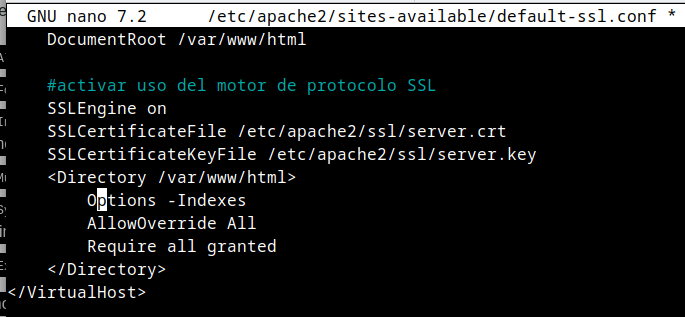 GNU nano 7.2 /etc/apache2/sites-available/default-ssl.conf *
DocumentRoot /var/www/html
#activar uso del motor de protocolo SSL
SSLEngine on
SSLCertificateFile /etc/apache2/ssl/server.crt
SSLCertificateKeyFile /etc/apache2/ssl/server.key
<Directory /var/www/html>
Options -Indexes
AllowOverride All
Require all granted
</Directory>
</VirtualHost>